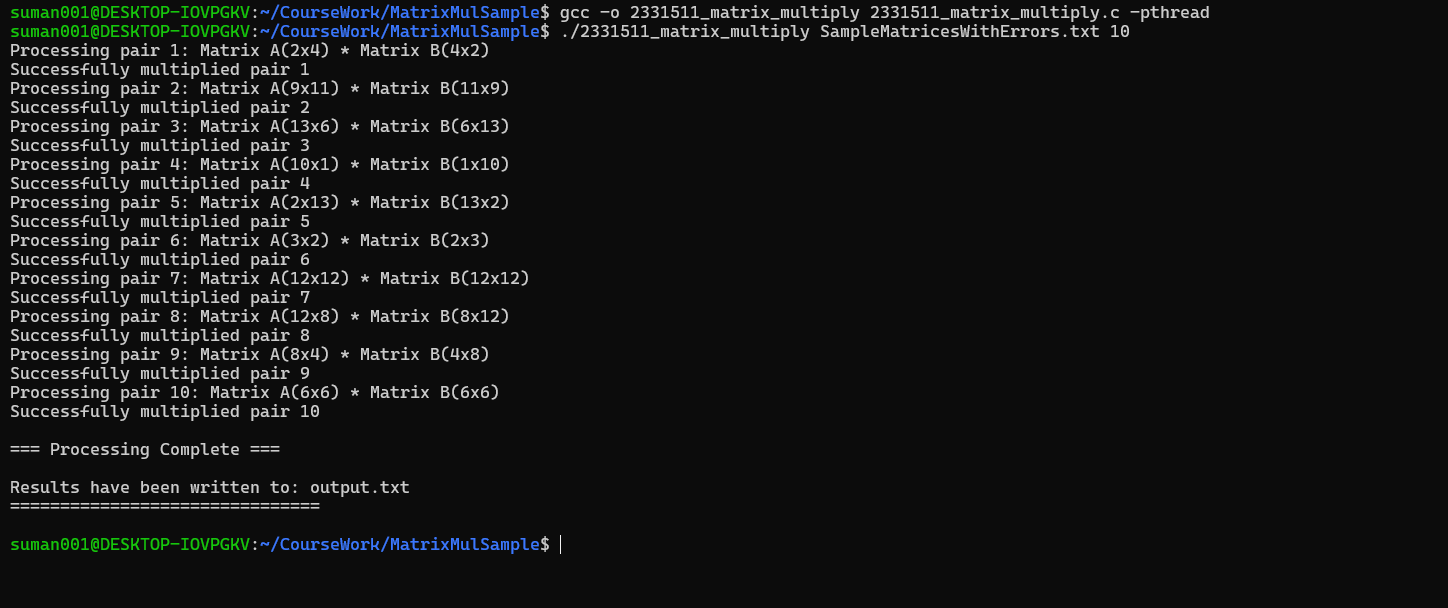 suman001@DESKTOP-IOVPGKV:~/CourseWork/MatrixMulSample$ gcc -o 2331511_matrix_multiply 2331511_matrix_multiply.c -pthread
suman001@DESKTOP-IOVPGKV:~/CourseWork/MatrixMulSample$ ./2331511_matrix_multiply SampleMatricesWithErrors.txt 10
Processing pair 1: Matrix A(2x4) * Matrix B(4x2)
Successfully multiplied pair 1
Processing pair 2: Matrix A(9x11) * Matrix B(11x9)
Successfully multiplied pair 2
Processing pair 3: Matrix A(13x6) * Matrix B(6x13)
Successfully multiplied pair 3
Processing pair 4: Matrix A(10x1) * Matrix B(1x10)
Successfully multiplied pair 4
Processing pair 5: Matrix A(2x13) * Matrix B(13x2)
Successfully multiplied pair 5
Processing pair 6: Matrix A(3x2) * Matrix B(2x3)
Successfully multiplied pair 6
Processing pair 7: Matrix A(12x12) * Matrix B(12x12)
Successfully multiplied pair 7
Processing pair 8: Matrix A(12x8) * Matrix B(8x12)
Successfully multiplied pair 8
Processing pair 9: Matrix A(8x4) * Matrix B(4x8)
Successfully multiplied pair 9
Processing pair 10: Matrix A(6x6) * Matrix B(6x6)
Successfully multiplied pair 10
=== Processing Complete ===
Results have been written to: output.txt
===============================
suman001@DESKTOP-IOVPGKV:~/CourseWork/MatrixMulSample$